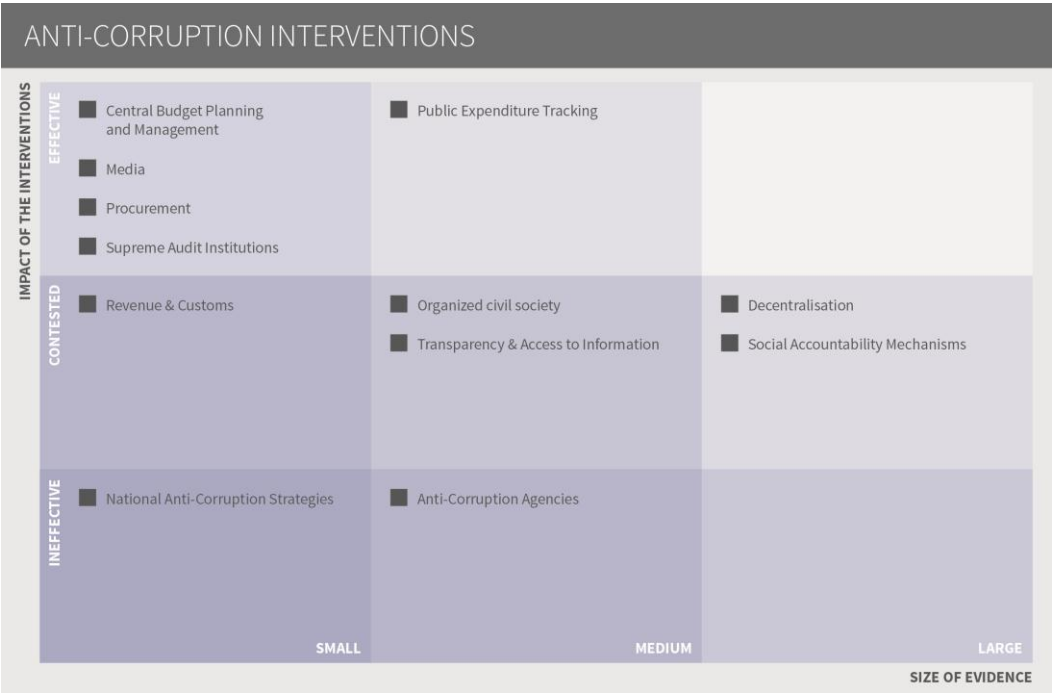 ANTI-CORRUPTION INTERVENTIONS
IMPACT OF THE INTERVENTIONS
EFFECTIVE
Central Budget Planning
and Management
Media
Procurement
Supreme Audit Institutions
Public Expenditure Tracking
CONTESTED
Revenue & Customs
Organized civil society
Transparency & Access to Information
Decentralisation
Social Accountability Mechanisms
INEFFECTIVE
National Anti-Corruption Strategies
Anti-Corruption Agencies
SMALL
MEDIUM
LARGE
SIZE OF EVIDENCE